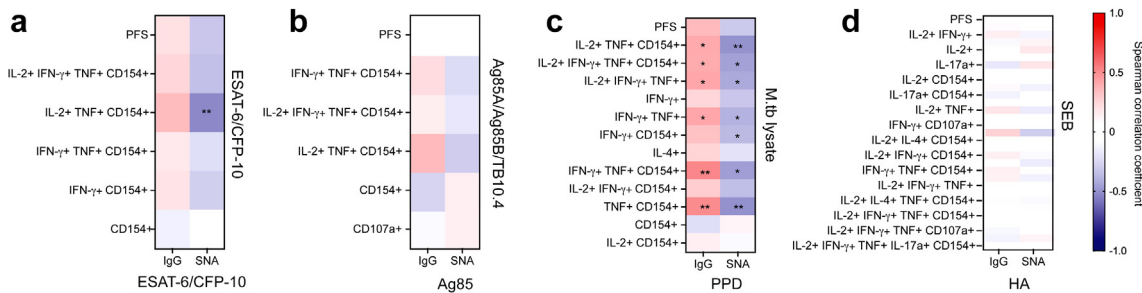 a
PFS
IL-2+ IFN-γ+ TNF+ CD154+
IL-2+ TNF+ CD154+
IFN-γ+ TNF+ CD154+
IFN-γ+ CD154+
CD154+
**
IgG
SNA
ESAT-6/CFP-10
ESAT-6/CFP-10
b
PFS
IFN-γ+ TNF+ CD154+
IL-2+ IFN-γ+ TNF+ CD154+
IL-2+ TNF+ CD154+
CD154+
CD107a+
IgG
SNA
Ag85A/Ag85B/TB10.4
Ag85
c
PFS
IL-2+ TNF+ CD154+
* **
IL-2+ IFN-γ+ TNF+ CD154+
* *
IL-2+ IFN-γ+ TNF+
* *
IFN-γ+
IFN-γ+ TNF+
* *
IFN-γ+ CD154+
*
IL-4+
IFN-γ+ TNF+ CD154+
** *
IL-2+ IFN-γ+ CD154+
TNF+ CD154+
** **
CD154+
IL-2+ CD154+
IgG
SNA
M.tb lysate
PPD
d
PFS
IL-2+ IFN-γ+
IL-2+
IL-17a+
IL-2+ CD154+
IL-17a+ CD154+
IL-2+ TNF+
IFN-γ+ CD107a+
IL-2+ IL-4+ CD154+
IL-2+ IFN-γ+ CD154+
IFN-γ+ TNF+ CD154+
IL-2+ IFN-γ+ TNF+
IL-2+ IL-4+ TNF+ CD154+
IL-2+ IFN-γ+ TNF+ CD154+
IL-2+ IFN-γ+ TNF+ CD107a+
IL-2+ IFN-γ+ TNF+ IL-17a+ CD154+
IgG
SNA
SEB
HA
1.0
0.5
0
-0.5
-1.0
Spearman correlation coefficient